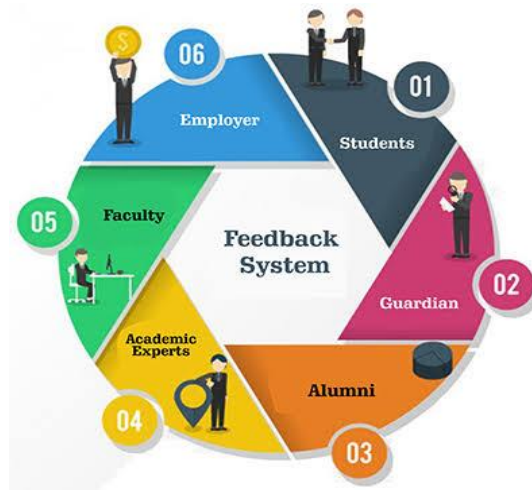 06
Employer
01
Students
05
Faculty
Feedback
System
02
Guardian
Academic
Experts
04
Alumni
03
$